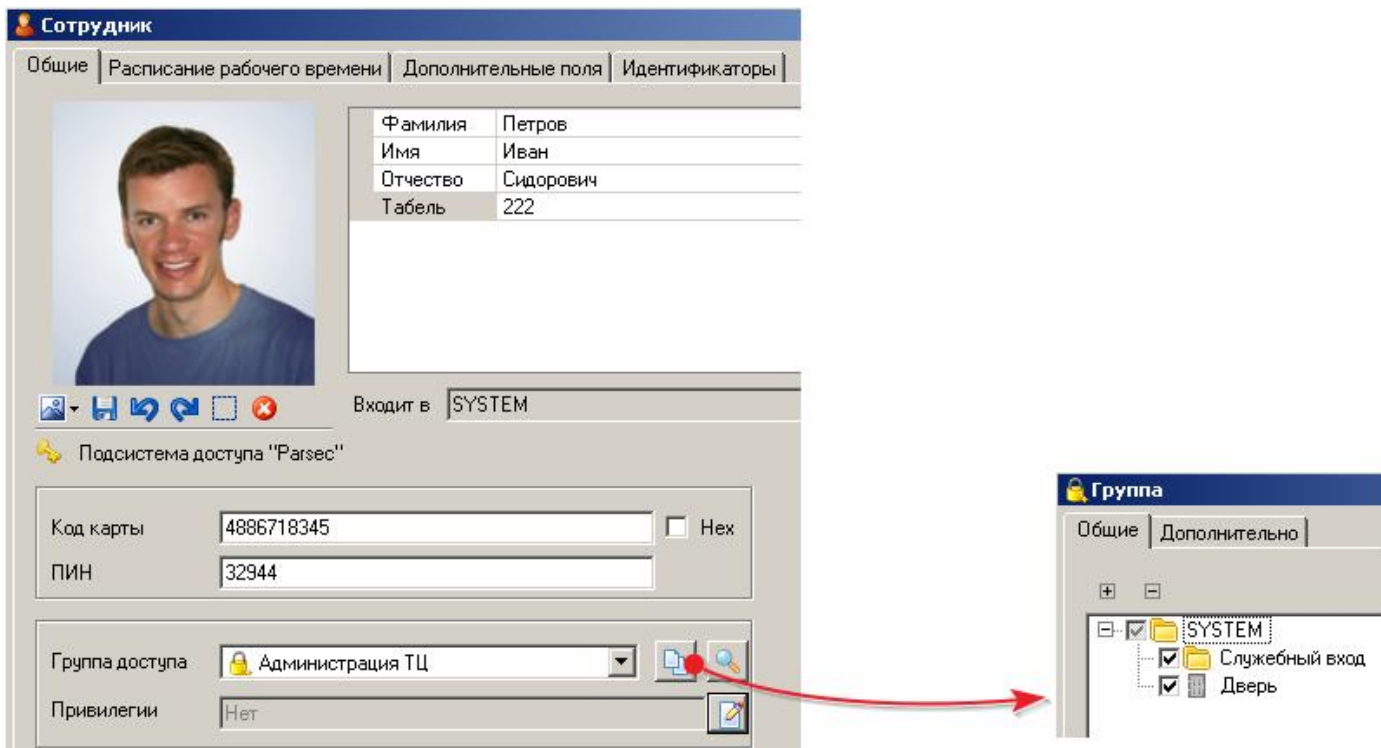 Сотрудник
Общие Расписание рабочего времени Дополнительные поля Идентификаторы
Фамилия Петров
Имя Иван
Отчество Сидорович
Табель 222
Входит в SYSTEM
Подсистема доступа "Parsec"
Код карты 4886718345 Hex
ПИН 32944
Группа доступа Администрация ТЦ
Привилегии Нет
Группа
Общие Дополнительно
SYSTEM
Служебный вход
Дверь